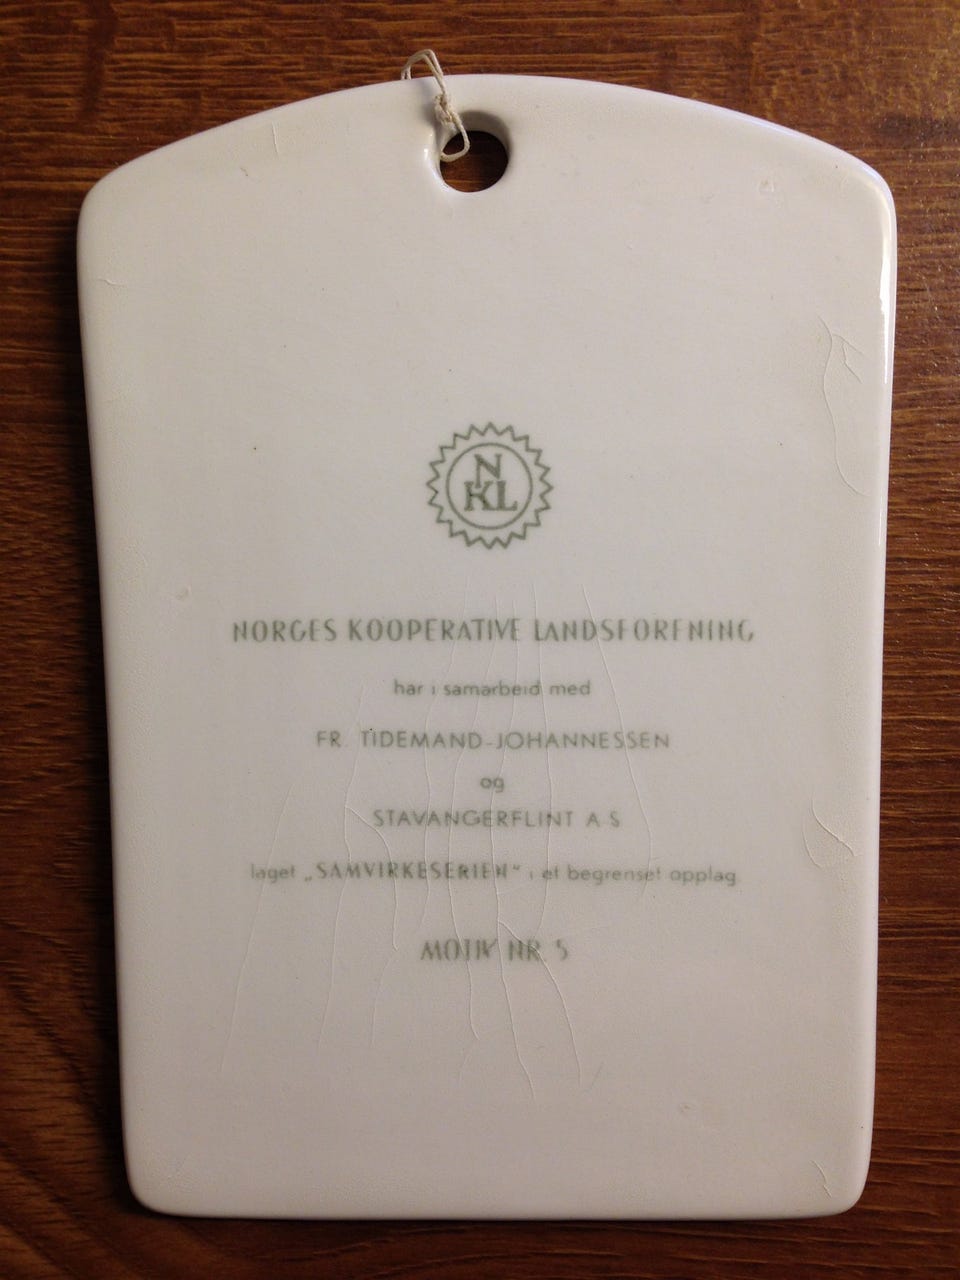 N
KL
NORGES KOOPERATIVE LANDSFORENING
har i samarbeid med
FR. TIDEMAND-JOHANNESSEN
og
STAVANGERFLINT A-S
laget „SAMVIRKESERIEN“ i et begrenset opplag
MOTIV NR. 5